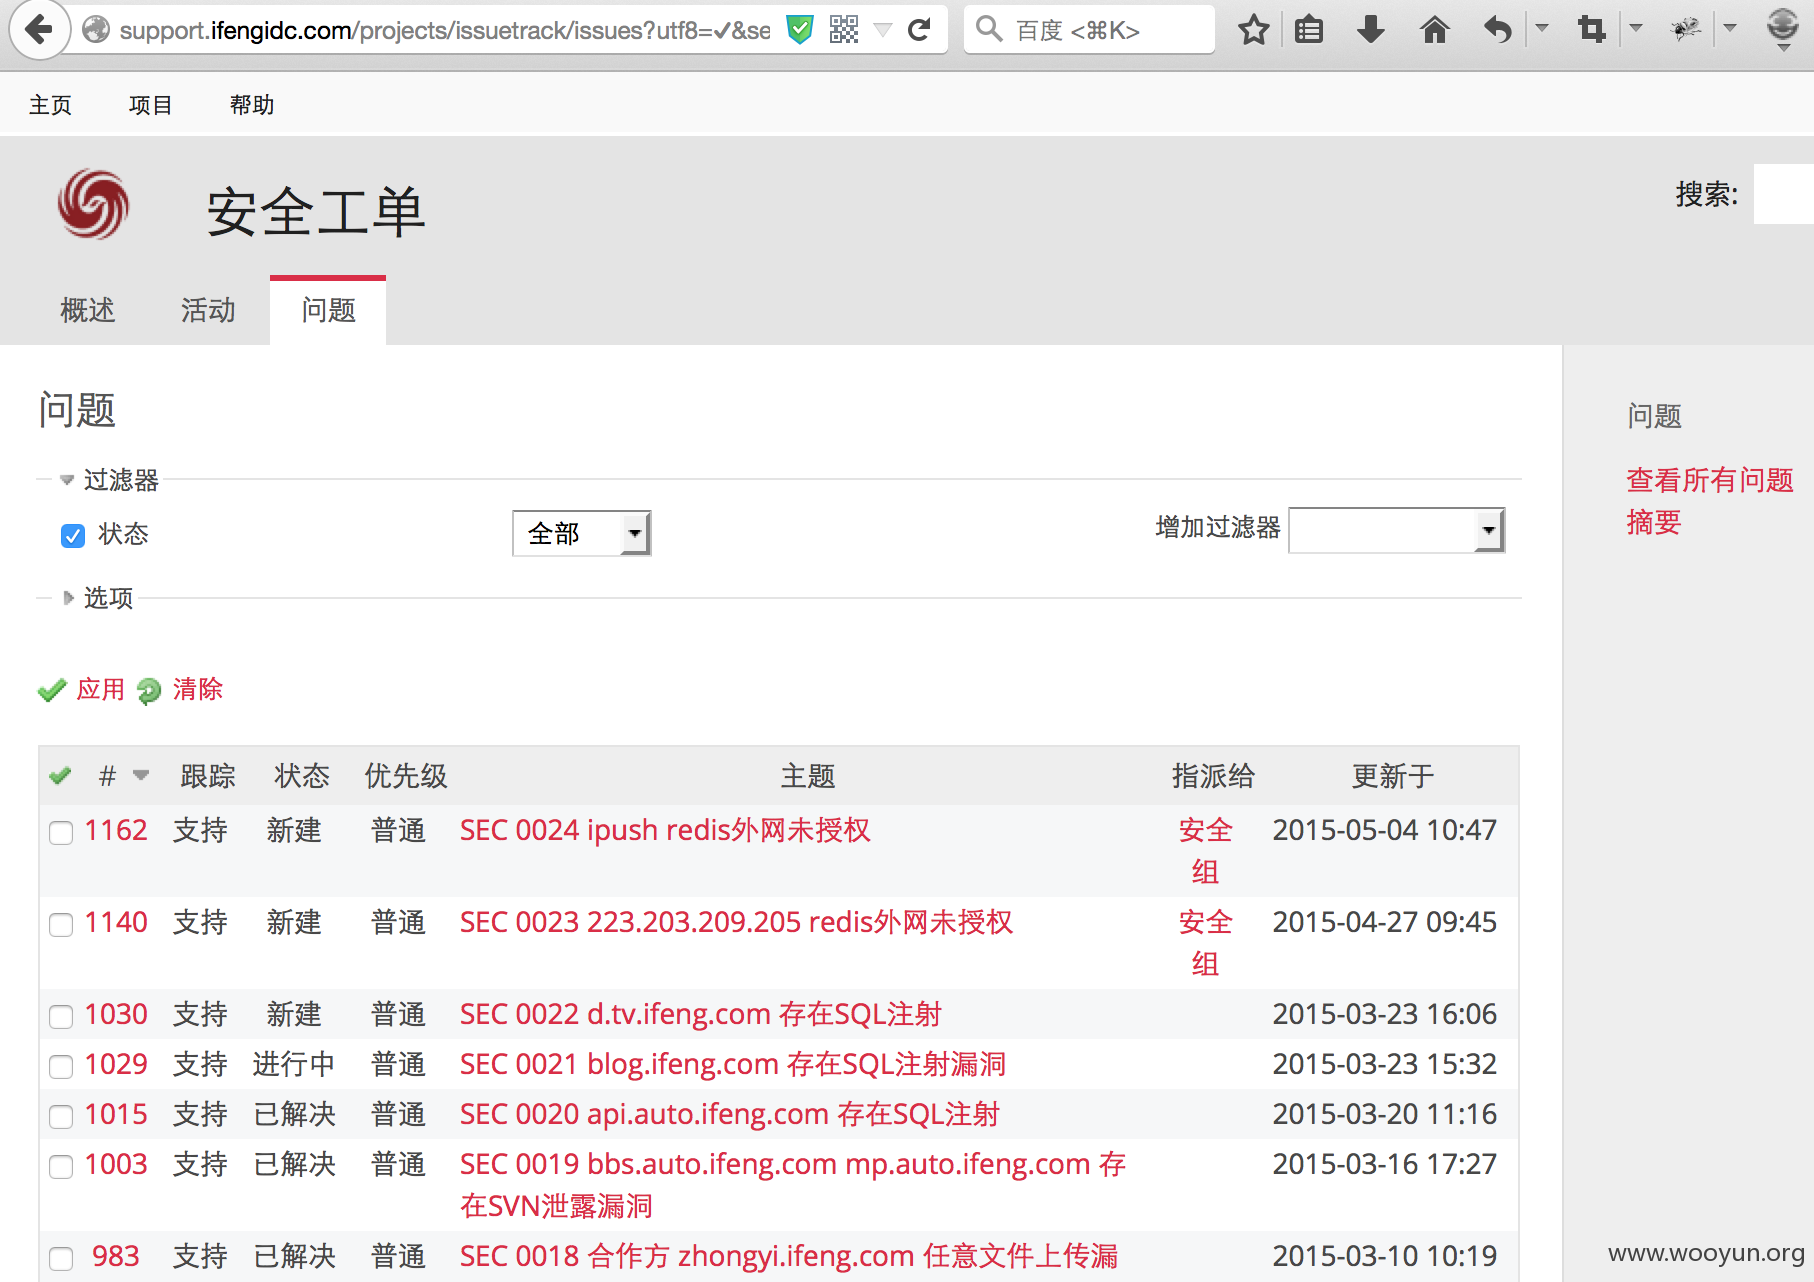 support.ifengidc.com/projects/issuetrack/issues?utf8=✓&se
百度 <⌘K>
主页 项目 帮助
安全工单
搜索:
概述 活动 问题
问题
问题
查看所有问题
摘要
过滤器
状态 全部 增加过滤器
选项
应用 清除
# 跟踪 状态 优先级 主题 指派给 更新于
1162 支持 新建 普通 SEC 0024 ipush redis外网未授权 安全 2015-05-04 10:47
组
1140 支持 新建 普通 SEC 0023 223.203.209.205 redis外网未授权 安全 2015-04-27 09:45
组
1030 支持 新建 普通 SEC 0022 d.tv.ifeng.com 存在SQL注射 2015-03-23 16:06
1029 支持 进行中 普通 SEC 0021 blog.ifeng.com 存在SQL注射漏洞 2015-03-23 15:32
1015 支持 已解决 普通 SEC 0020 api.auto.ifeng.com 存在SQL注射 2015-03-20 11:16
1003 支持 已解决 普通 SEC 0019 bbs.auto.ifeng.com mp.auto.ifeng.com 存 2015-03-16 17:27
在SVN泄露漏洞
983 支持 已解决 普通 SEC 0018 合作方 zhongyi.ifeng.com 任意文件上传漏 2015-03-10 10:19
www.wooyun.org